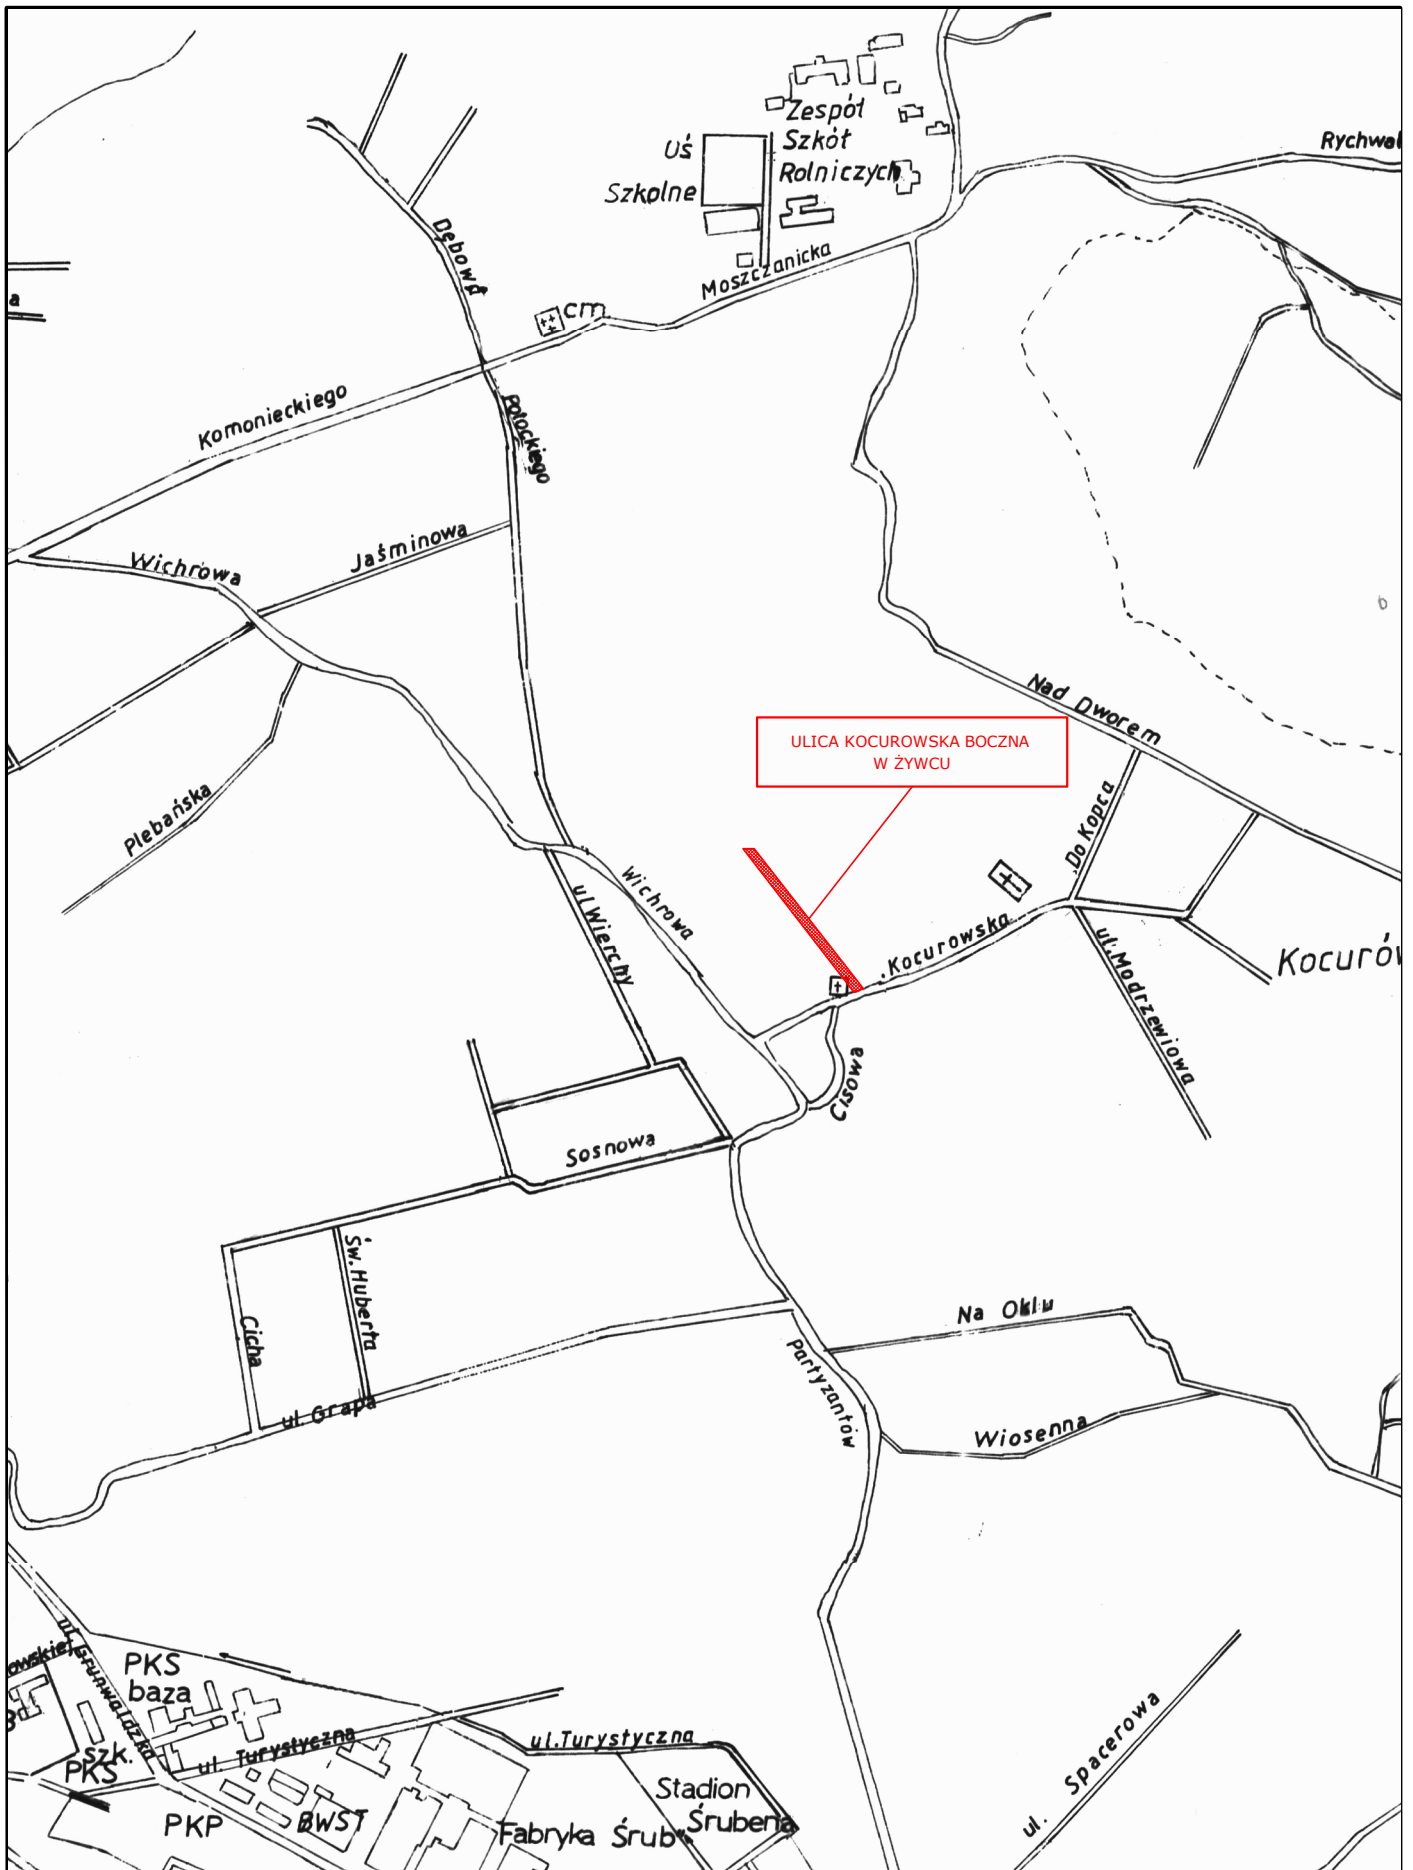 Zespół
Szkół
Rolniczych
Uś
Szkolne
Rychwał
Dębowa
Moszczanicka
a
cm
Komonieckiego
Potockiego
Jaśminowa
Wichrowa
Nad Dworem
ULICA KOCUROWSKA BOCZNA
W ŻYWCU
Plebańska
Do Kopca
Wichrowa
ul Wierchy
Kocurowska
ul. Modrzewiowa
Kocurów
Cisowa
Sosnowa
Św. Huberta
Cicha
ul. Grapa
Na Oklu
Partyzantów
Wiosenna
owskiej
ul. Grunwaldzka
PKS
baza
szk.
PKS
ul. Turystyczna
ul. Turystyczna
ul. Spacerowa
PKP
BWST
Fabryka Śrub
Stadion
"Śrubena